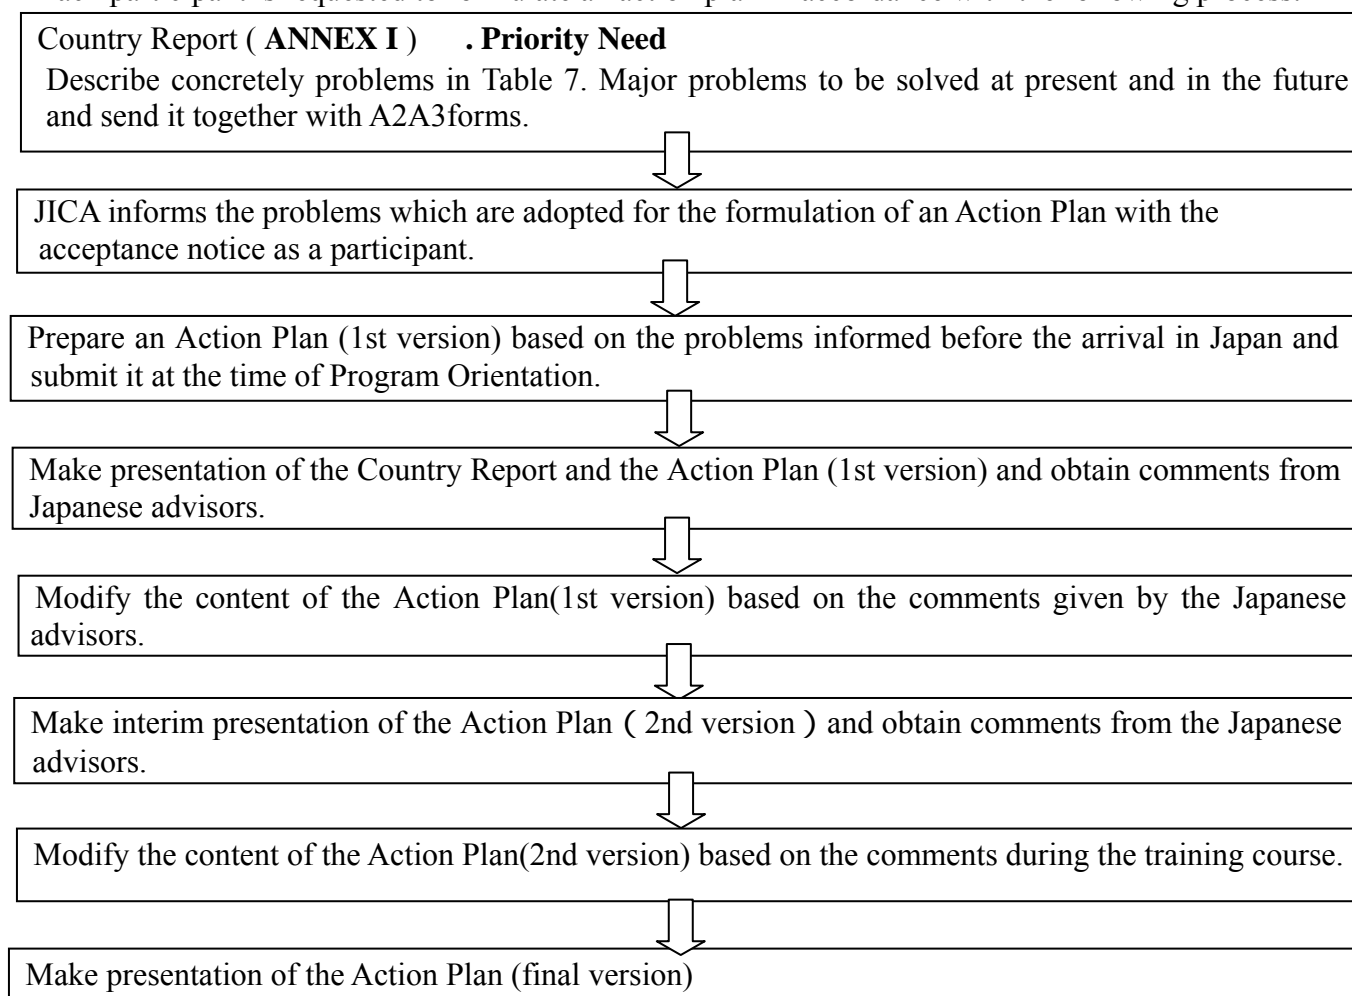 Country Report ( ANNEX I ) . Priority Need
Describe concretely problems in Table 7. Major problems to be solved at present and in the future
and send it together with A2A3forms.
JICA informs the problems which are adopted for the formulation of an Action Plan with the
acceptance notice as a participant.
Prepare an Action Plan (1st version) based on the problems informed before the arrival in Japan and
submit it at the time of Program Orientation.
Make presentation of the Country Report and the Action Plan (1st version) and obtain comments from
Japanese advisors.
Modify the content of the Action Plan(1st version) based on the comments given by the Japanese
advisors.
Make interim presentation of the Action Plan ( 2nd version ) and obtain comments from the Japanese
advisors.
Modify the content of the Action Plan(2nd version) based on the comments during the training course.
Make presentation of the Action Plan (final version)